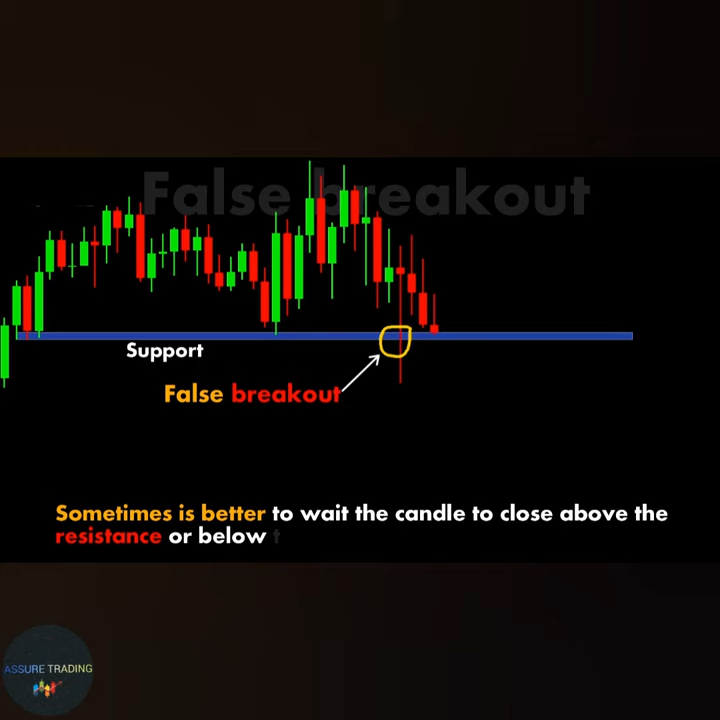 False breakout
Support
False breakout
Sometimes is better to wait the candle to close above the
resistance or below t
ASSURE TRADING